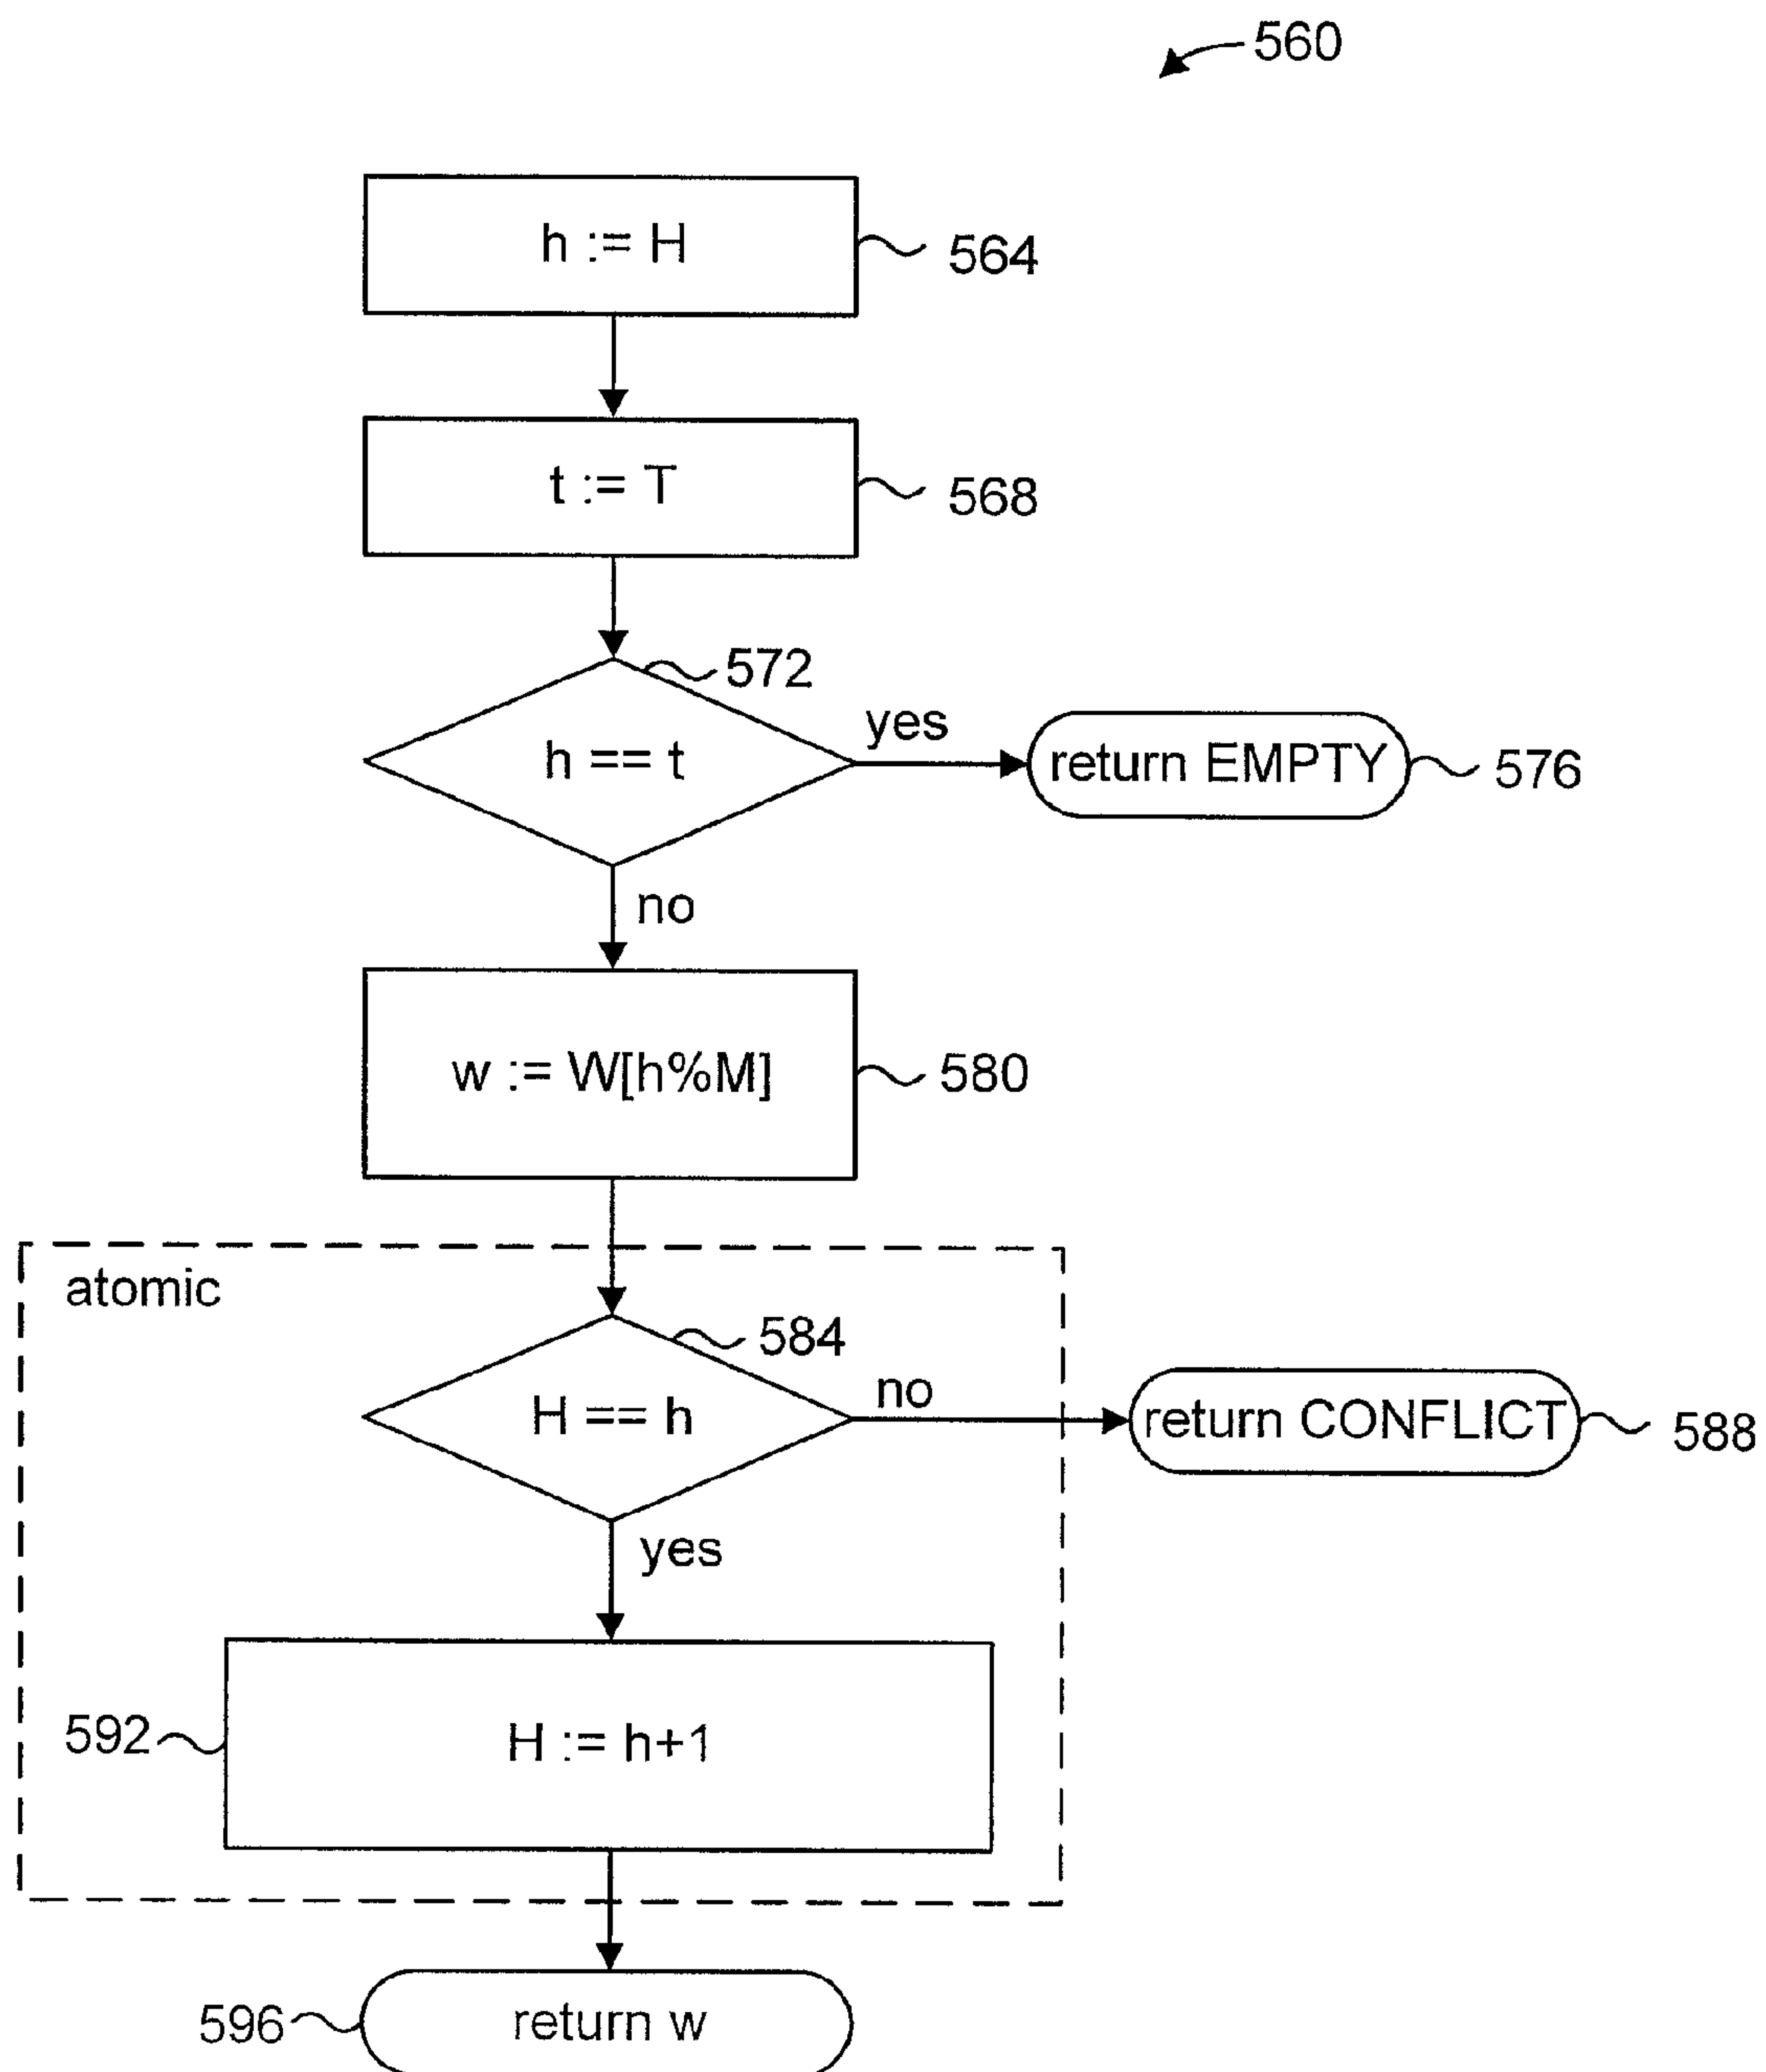 560
h := H
564
t := T
568
572
h == t
yes
return EMPTY
576
no
w := W[h%M]
580
atomic
584
H == h
no
return CONFLICT
588
yes
592
H := h+1
596
return w